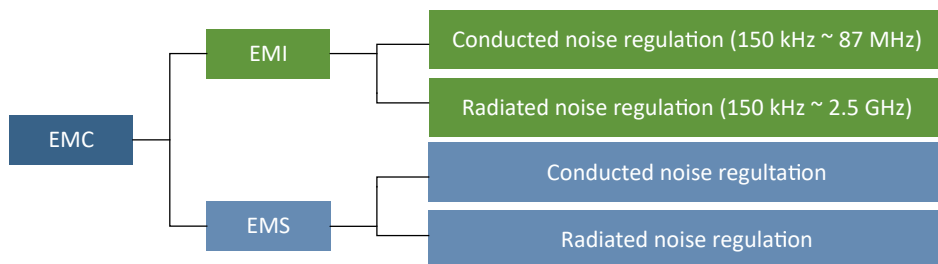 EMC
EMI
Conducted noise regulation (150 kHz ~ 87 MHz)
Radiated noise regulation (150 kHz ~ 2.5 GHz)
EMS
Conducted noise regultation
Radiated noise regulation